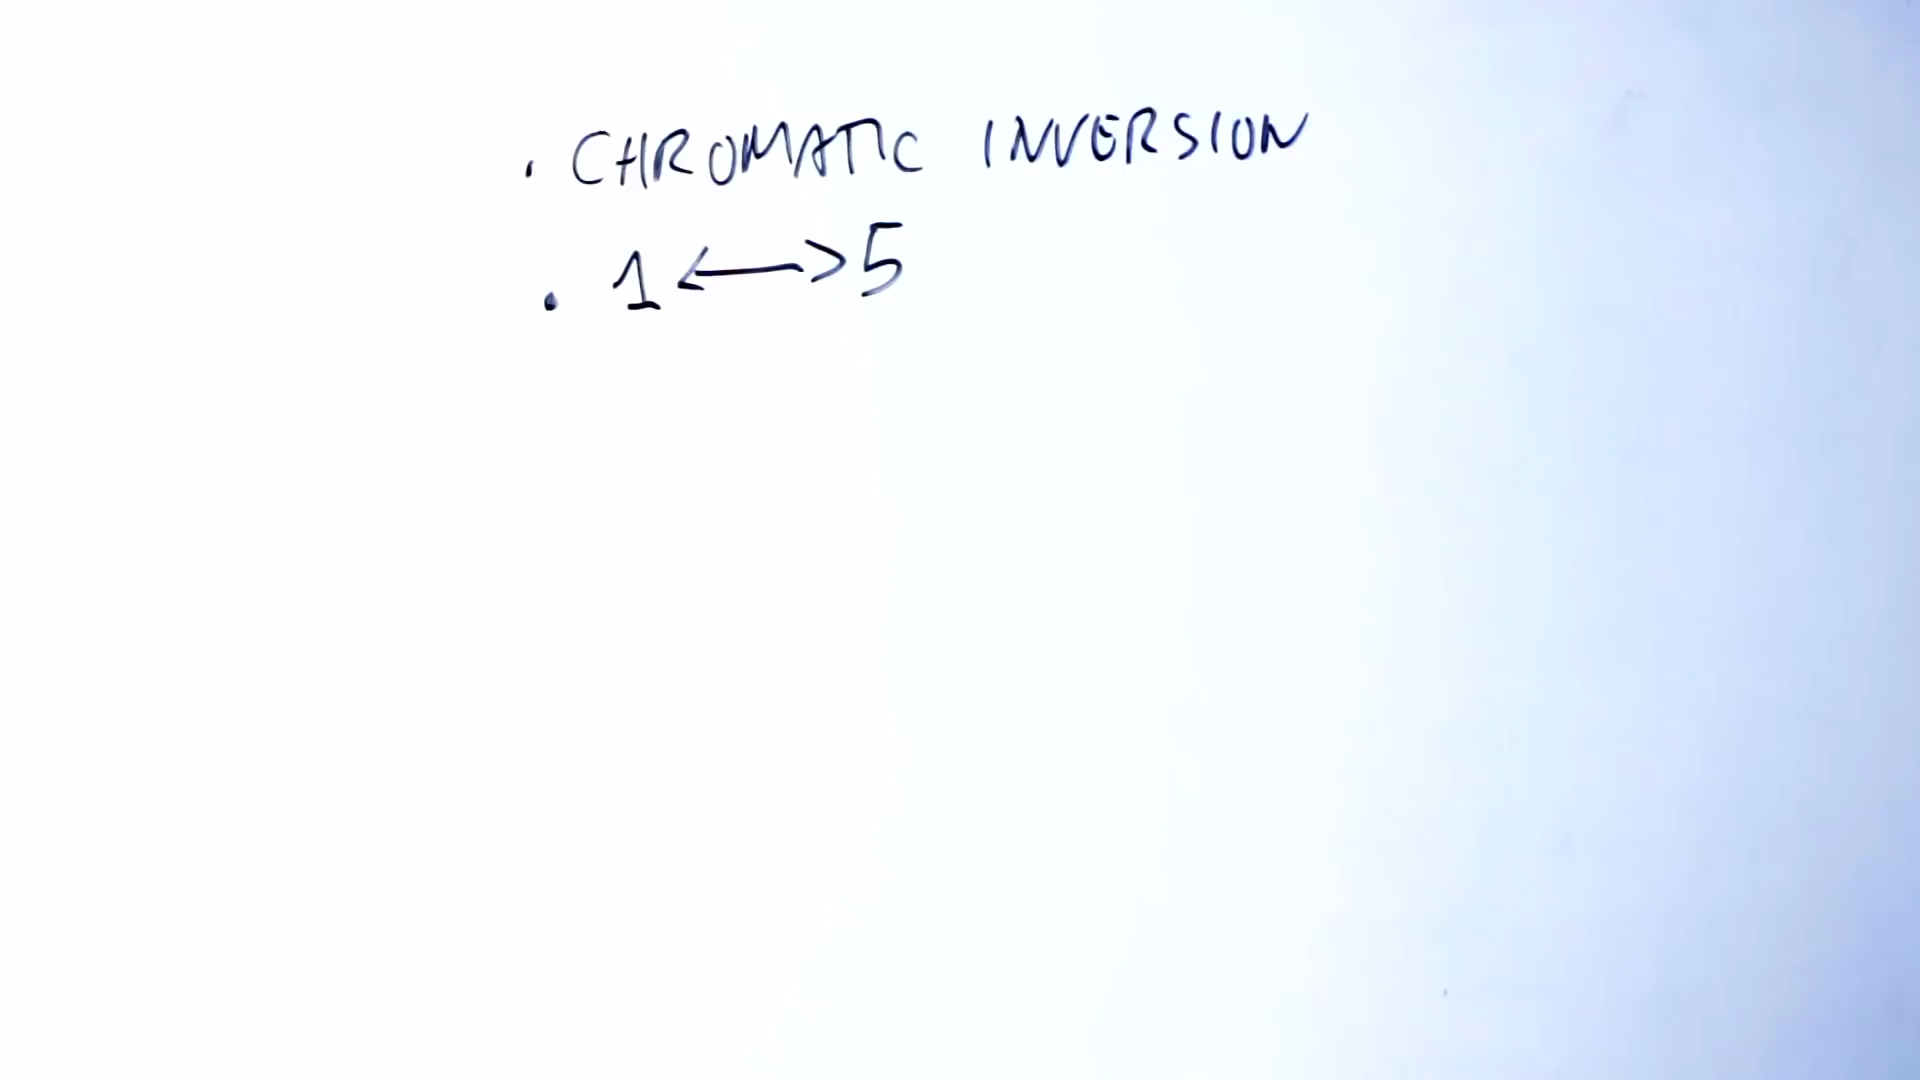 . CHROMATIC INVERSION
. 1 <—> 5